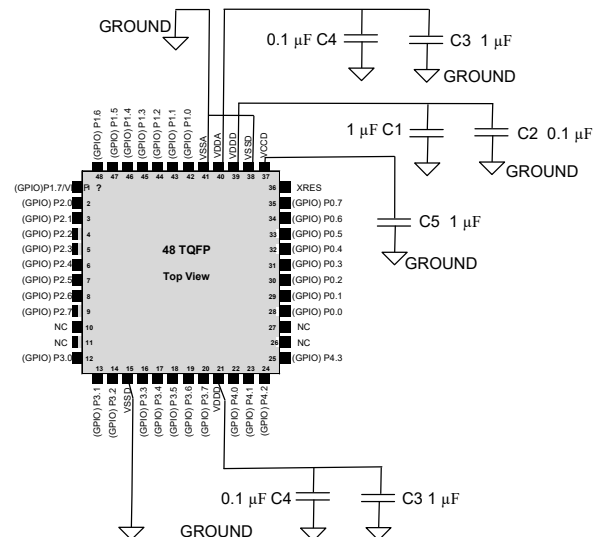 GROUND
0.1 µF C4
C3 1 µF
GROUND
1 µF C1
C2 0.1 µF
GROUND
C5 1 µF
GROUND
(GPIO) P1.6
(GPIO) P1.5
(GPIO) P1.4
(GPIO) P1.3
(GPIO) P1.2
(GPIO) P1.1
(GPIO) P1.0
VSSA
VDDA
VDDD
VSSD
VCCD
48
47
46
45
44
43
42
41
40
39
38
37
?
(GPIO)P1.7/V
(GPIO) P2.0
2
(GPIO) P2.1
3
(GPIO) P2.2
4
(GPIO) P2.3
5
(GPIO) P2.4
6
(GPIO) P2.5
7
(GPIO) P2.6
8
(GPIO) P2.7
9
NC
10
NC
11
(GPIO) P3.0
12
48 TQFP
Top View
36
XRES
35
(GPIO) P0.7
34
(GPIO) P0.6
33
(GPIO) P0.5
32
(GPIO) P0.4
31
(GPIO) P0.3
30
(GPIO) P0.2
29
(GPIO) P0.1
28
(GPIO) P0.0
27
NC
26
NC
25
(GPIO) P4.3
13
14
15
16
17
18
19
20
21
22
23
24
(GPIO) P3.1
(GPIO) P3.2
VSSD
(GPIO) P3.3
(GPIO) P3.4
(GPIO) P3.5
(GPIO) P3.6
(GPIO) P3.7
VDDD
(GPIO) P4.0
(GPIO) P4.1
(GPIO) P4.2
0.1 µF C4
C3 1 µF
GROUND